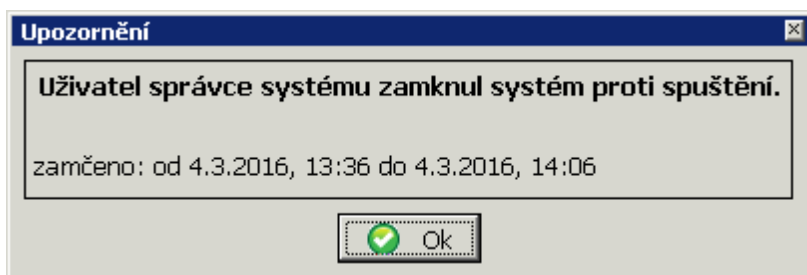 Upozornění
Uživatel správce systému zamknul systém proti spuštění.
zamčeno: od 4.3.2016, 13:36 do 4.3.2016, 14:06
Ok